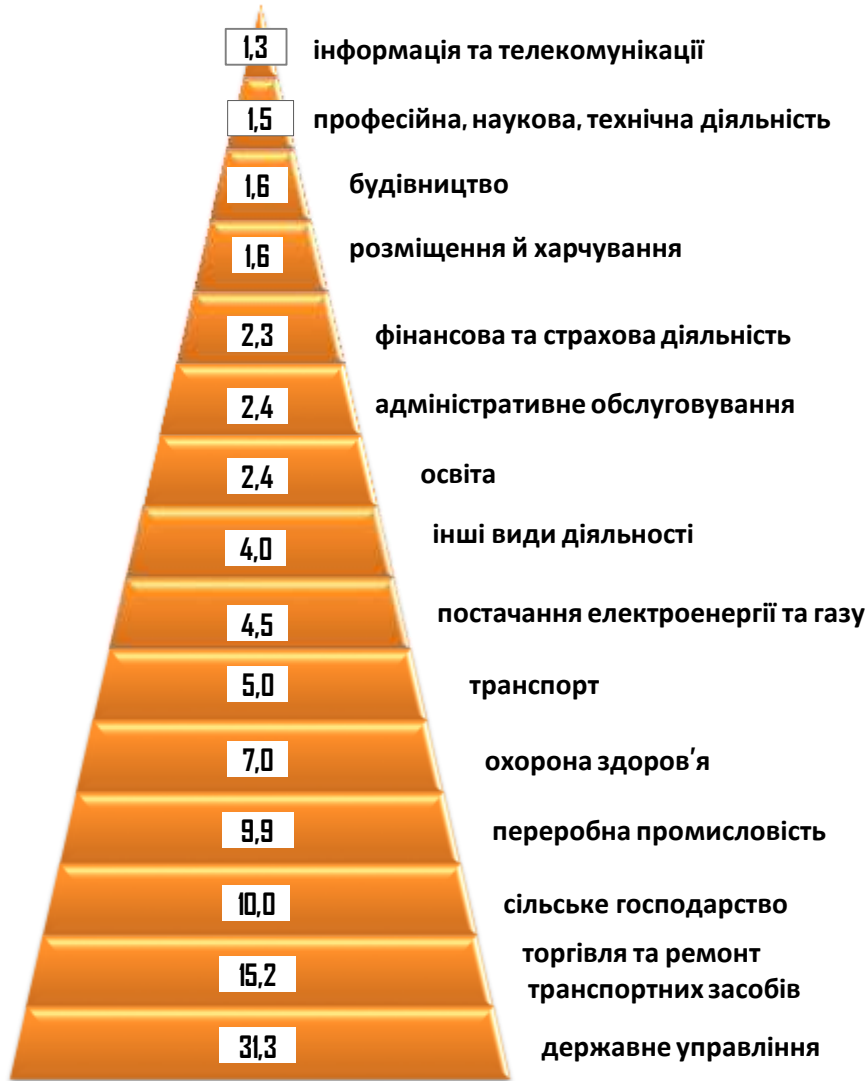 1,3 інформація та телекомунікації
1,5 професійна, наукова, технічна діяльність
1,6 будівництво
1,6 розміщення й харчування
2,3 фінансова та страхова діяльність
2,4 адміністративне обслуговування
2,4 освіта
4,0 інші види діяльності
4,5 постачання електроенергії та газу
5,0 транспорт
7,0 охорона здоров'я
9,9 переробна промисловість
10,0 сільське господарство
15,2 торгівля та ремонт
транспортних засобів
31,3 державне управління